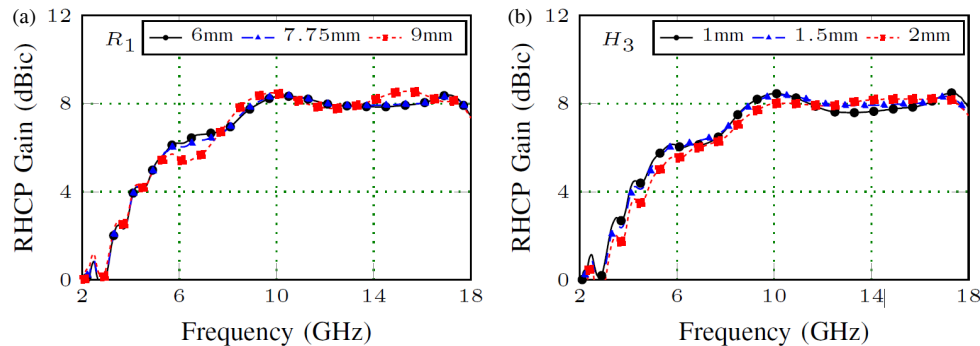 (a)
RHCP Gain (dBic)
12
8
4
0
R1 6mm 7.75mm 9mm
2 6 10 14 18
Frequency (GHz)
(b)
RHCP Gain (dBic)
12
8
4
0
H3 1mm 1.5mm 2mm
2 6 10 14 18
Frequency (GHz)